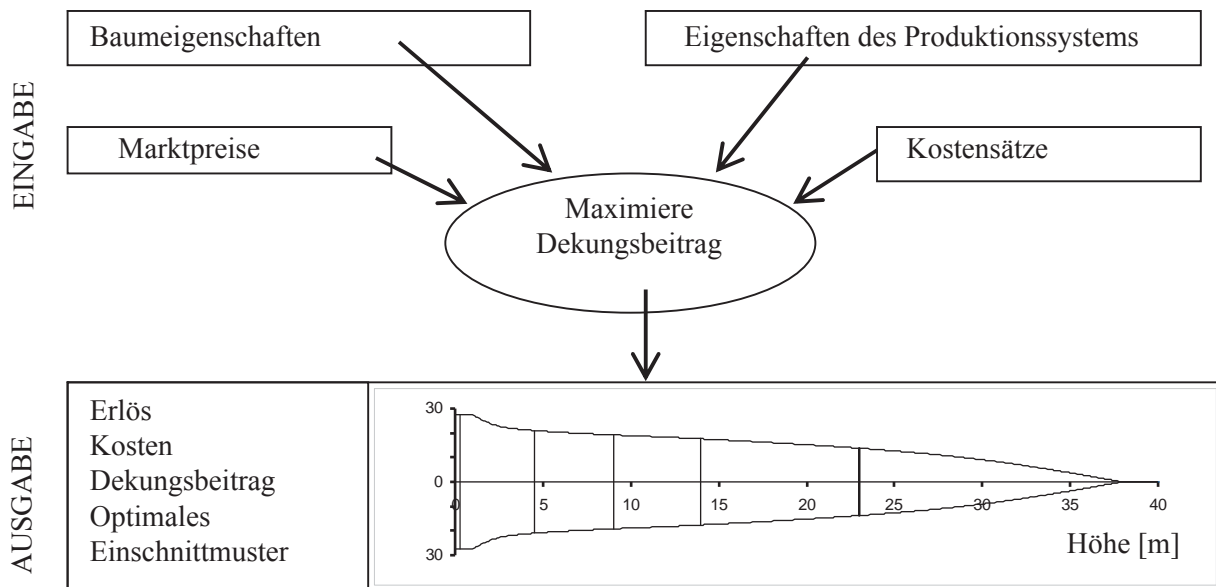 Baumeigenschaften
Eigenschaften des Produktionssystems
EINGABE
Marktpreise
Kostensätze
Maximiere
Dekungsbeitrag
AUSGABE
Erlös
Kosten
Dekungsbeitrag
Optimales
Einschnittmuster
30
0
30
0 5 10 15 20 25 30 35 40
Höhe [m]